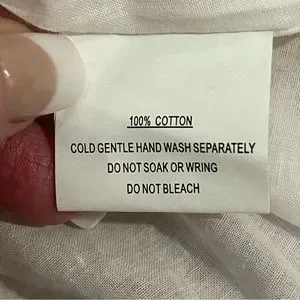 100% COTTON
COLD GENTLE HAND WASH SEPARATELY
DO NOT SOAK OR WRING
DO NOT BLEACH